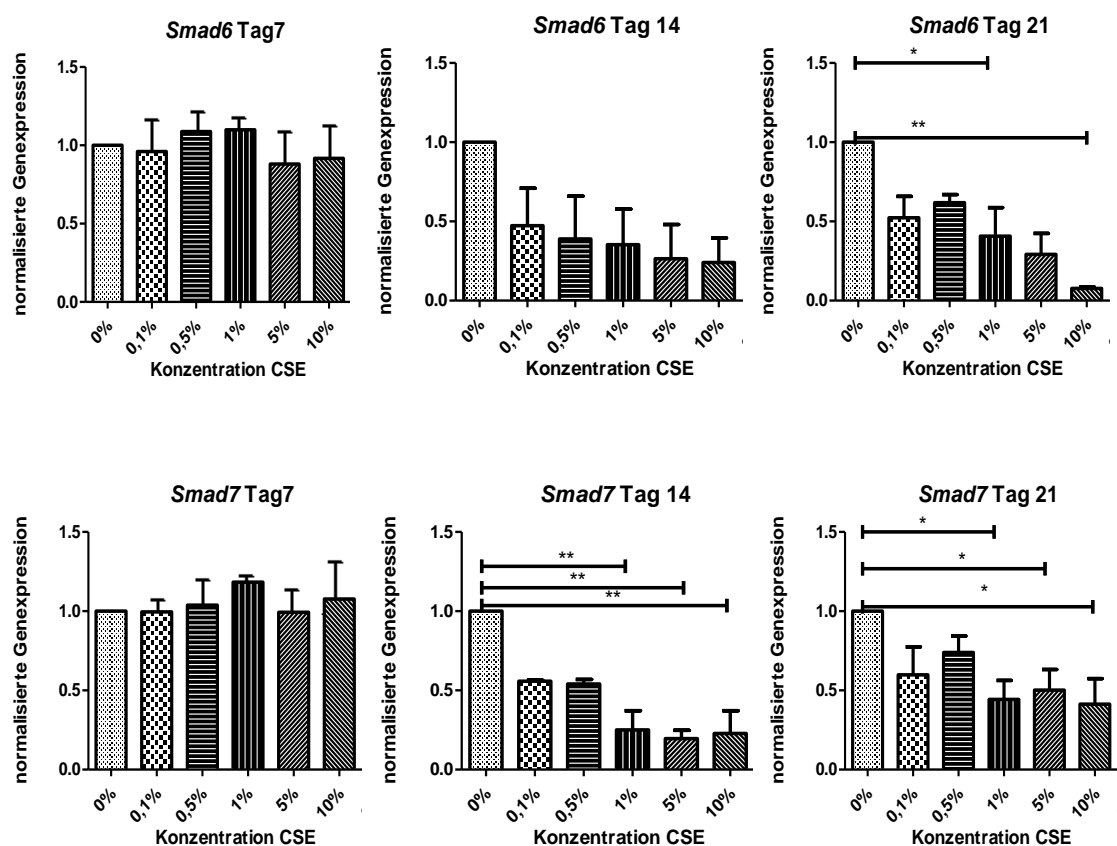 Smad6 Tag7
normalisierte Genexpression
1.5
1.0
0.5
0.0
0% 0,1% 0,5% 1% 5% 10%
Konzentration CSE
Smad6 Tag 14
normalisierte Genexpression
1.5
1.0
0.5
0.0
0% 0,1% 0,5% 1% 5% 10%
Konzentration CSE
Smad6 Tag 21
normalisierte Genexpression
1.5
1.0
0.5
0.0
*
**
0% 0,1% 0,5% 1% 5% 10%
Konzentration CSE
Smad7 Tag7
normalisierte Genexpression
1.5
1.0
0.5
0.0
0% 0,1% 0,5% 1% 5% 10%
Konzentration CSE
Smad7 Tag 14
normalisierte Genexpression
1.5
1.0
0.5
0.0
**
**
**
0% 0,1% 0,5% 1% 5% 10%
Konzentration CSE
Smad7 Tag 21
normalisierte Genexpression
1.5
1.0
0.5
0.0
*
*
*
0% 0,1% 0,5% 1% 5% 10%
Konzentration CSE